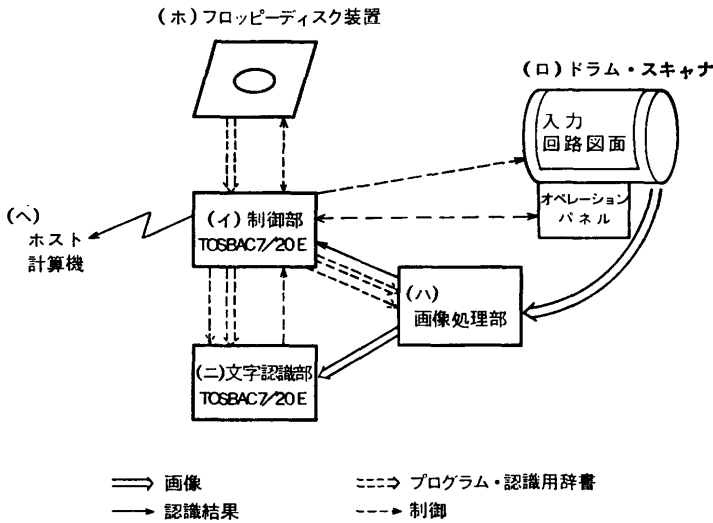 (ホ)フロッピーディスク装置
(ロ)ドラム・スキャナ
入力
回路図面
オペレーション
パネル
(ヘ)
ホスト
計算機
(イ)制御部
TOSBAC7/20E
(ハ)
画像処理部
(ニ)文字認識部
TOSBAC7/20E
画像
プログラム・認識用辞書
認識結果
制御